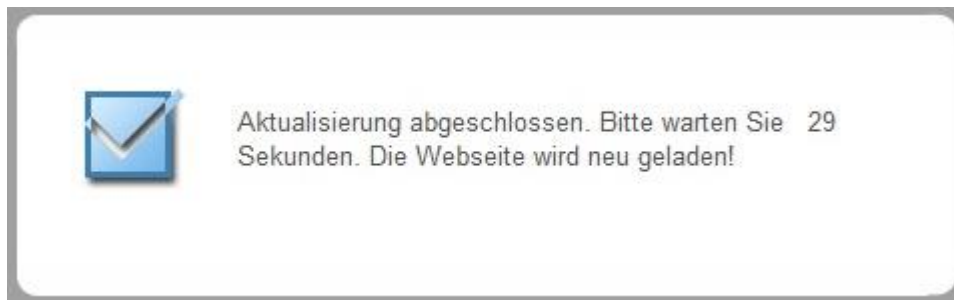 Aktualisierung abgeschlossen. Bitte warten Sie 29
Sekunden. Die Webseite wird neu geladen!